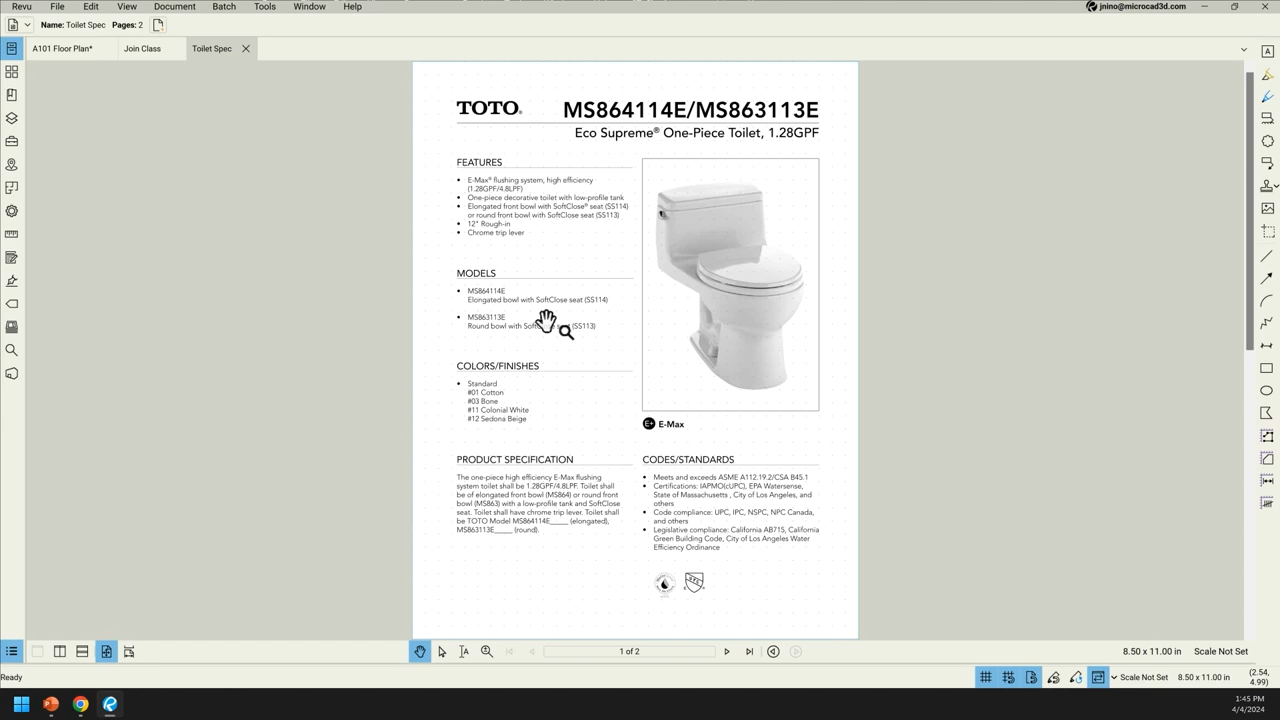 Revu File Edit View Document Batch Tools Window Help jnino@microcad3d.com
Name: Toilet Spec Pages: 2
A101 Floor Plan* Join Class Toilet Spec
TOTO® MS864114E/MS863113E
Eco Supreme® One-Piece Toilet, 1.28GPF
FEATURES
• E-Max® flushing system, high efficiency
(1.28GPF/4.8LPF)
• One-piece decorative toilet with low-profile tank
• Elongated front bowl with SoftClose® seat (SS114)
or round front bowl with SoftClose seat (SS113)
• 12" Rough-in
• Chrome trip lever
MODELS
• MS864114E
Elongated bowl with SoftClose seat (SS114)
• MS863113E
Round bowl with (SS113)
COLORS/FINISHES
• Standard
#01 Cotton
#03 Bone
#11 Colonial White
#12 Sedona Beige
E+ E-Max
PRODUCT SPECIFICATION
The one-piece high efficiency E-Max flushing
system toilet shall be 1.28GPF/4.8LPF. Toilet shall
be of elongated front bowl (MS864) or round front
bowl (MS863) with a low-profile tank and SoftClose
seat. Toilet shall have chrome trip lever. Toilet shall
be TOTO Model MS864114E_____ (elongated),
MS863113E_____ (round).
CODES/STANDARDS
• Meets and exceeds ASME A112.19.2/CSA B45.1
• Certifications: IAPMO(cUPC), EPA Watersense,
State of Massachusetts , City of Los Angeles, and
others
• Code compliance: UPC, IPC, NSPC, NPC Canada,
and others
• Legislative compliance: California AB715, California
Green Building Code, City of Los Angeles Water
Efficiency Ordinance
1 of 2 8.50 x 11.00 in Scale Not Set
Ready Scale Not Set 8.50 x 11.00 in (2.54,
4.99)
1:45 PM
4/4/2024